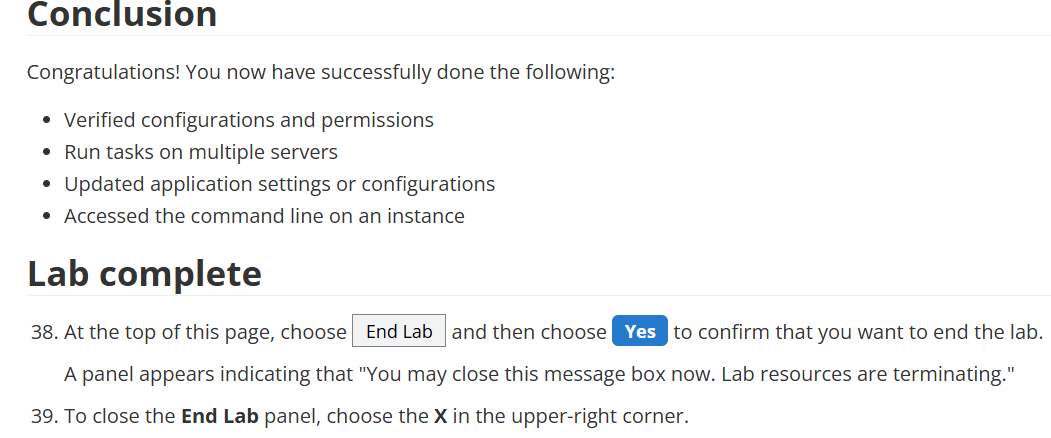 Conclusion
Congratulations! You now have successfully done the following:
• Verified configurations and permissions
• Run tasks on multiple servers
• Updated application settings or configurations
• Accessed the command line on an instance
Lab complete
38. At the top of this page, choose End Lab and then choose Yes to confirm that you want to end the lab.
A panel appears indicating that "You may close this message box now. Lab resources are terminating."
39. To close the End Lab panel, choose the X in the upper-right corner.